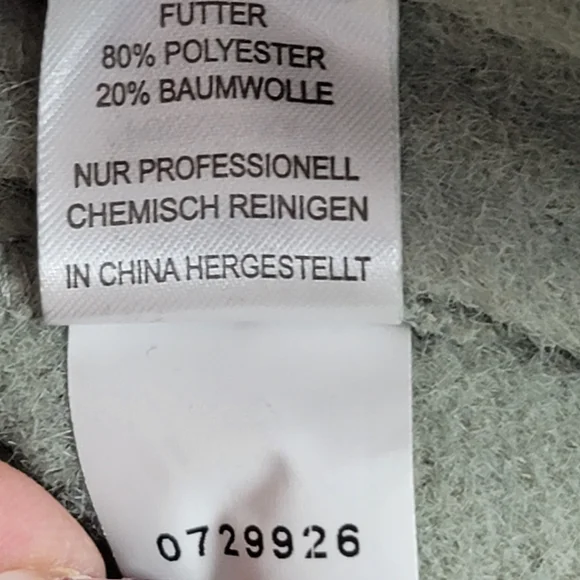 FUTTER
80% POLYESTER
20% BAUMWOLLE
NUR PROFESSIONELL
CHEMISCH REINIGEN
IN CHINA HERGESTELLT
0729926